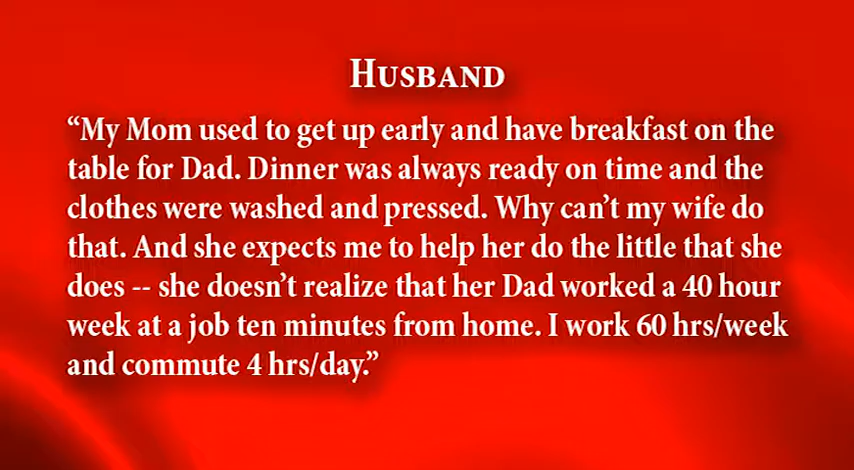 HUSBAND
“My Mom used to get up early and have breakfast on the
table for Dad. Dinner was always ready on time and the
clothes were washed and pressed. Why can’t my wife do
that. And she expects me to help her do the little that she
does -- she doesn’t realize that her Dad worked a 40 hour
week at a job ten minutes from home. I work 60 hrs/week
and commute 4 hrs/day.”